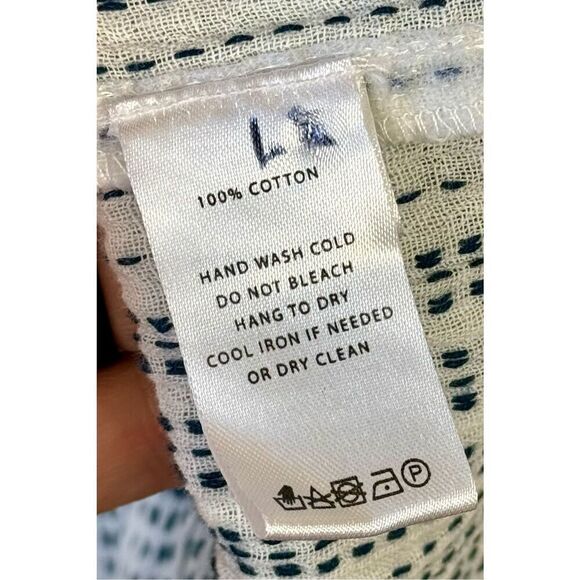 100% COTTON
HAND WASH COLD
DO NOT BLEACH
HANG TO DRY
COOL IRON IF NEEDED
OR DRY CLEAN
P